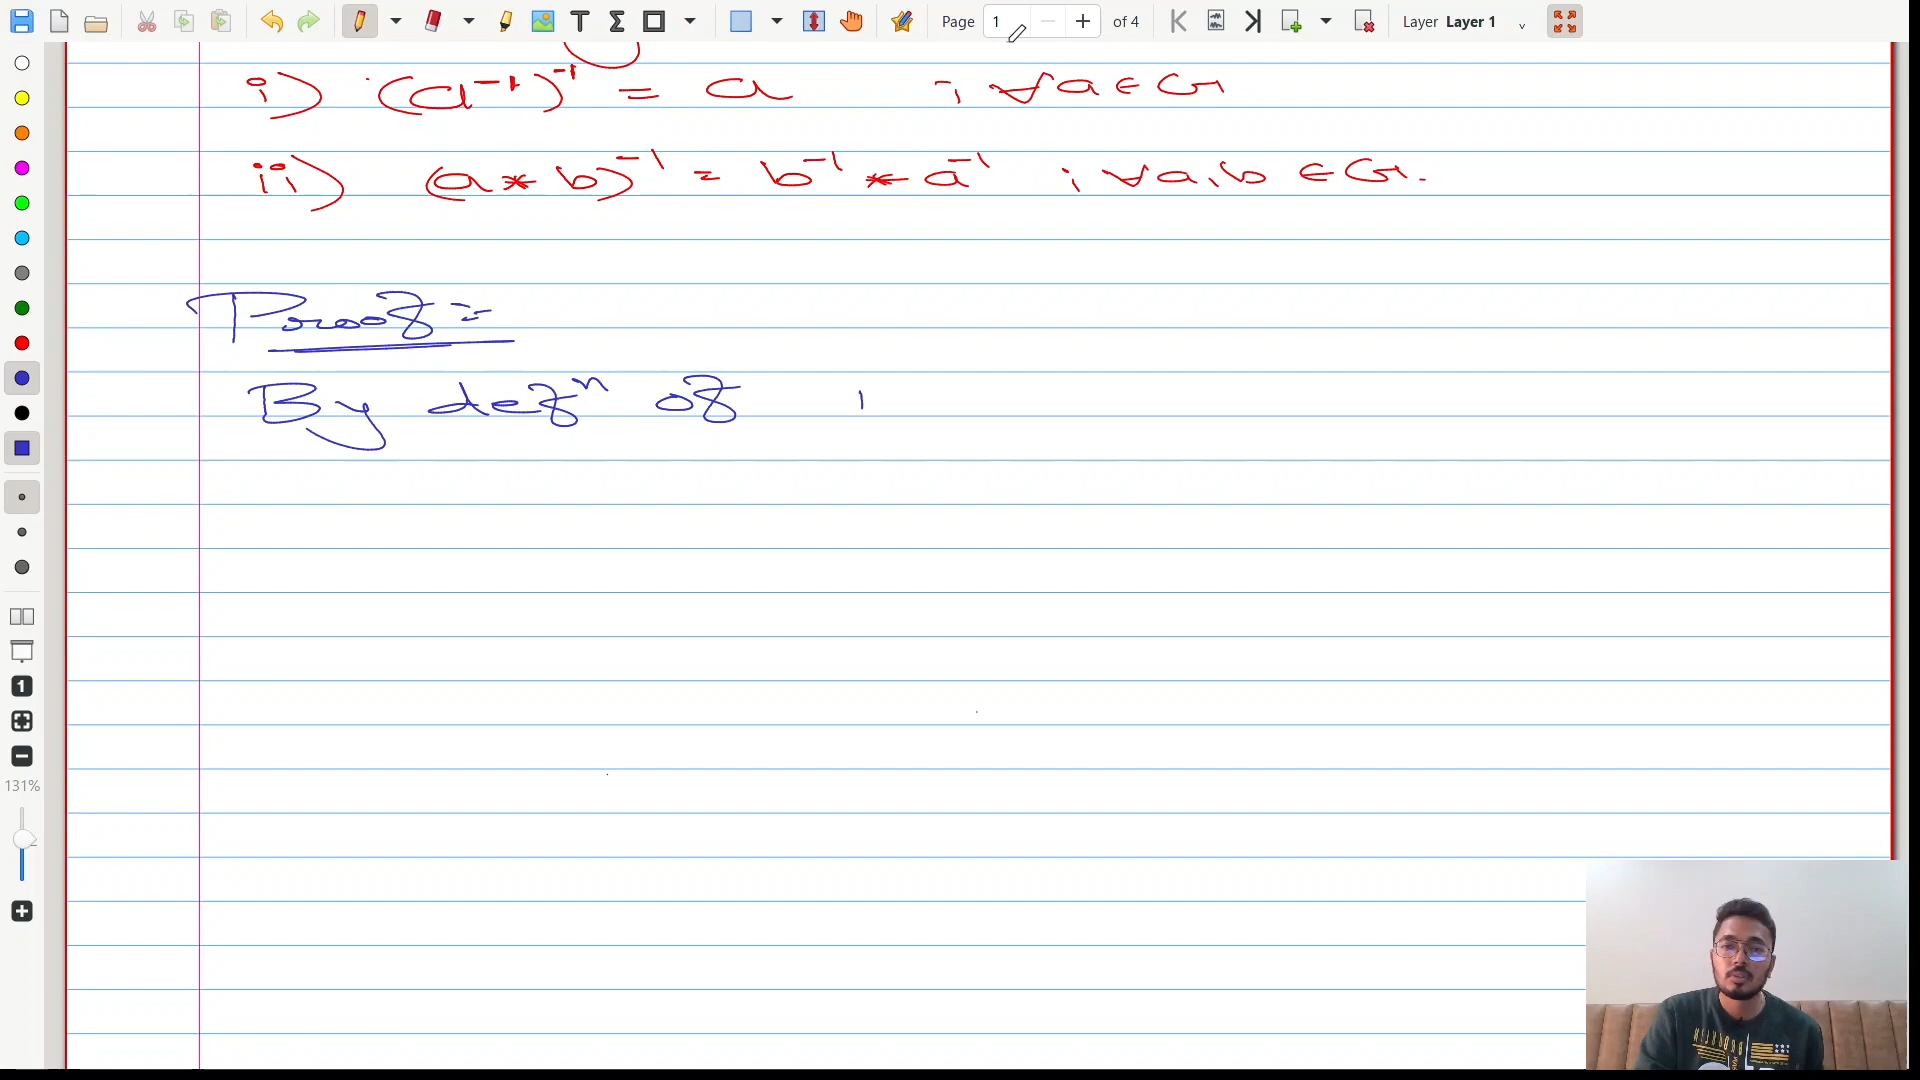 Page 1 of 4 Layer Layer 1
i) (a⁻¹)⁻¹ = a ; ∀ a ∈ G
ii) (a * b)⁻¹ = b⁻¹ * a⁻¹ ; ∀ a, b ∈ G.
Proof =
By defⁿ of
131%